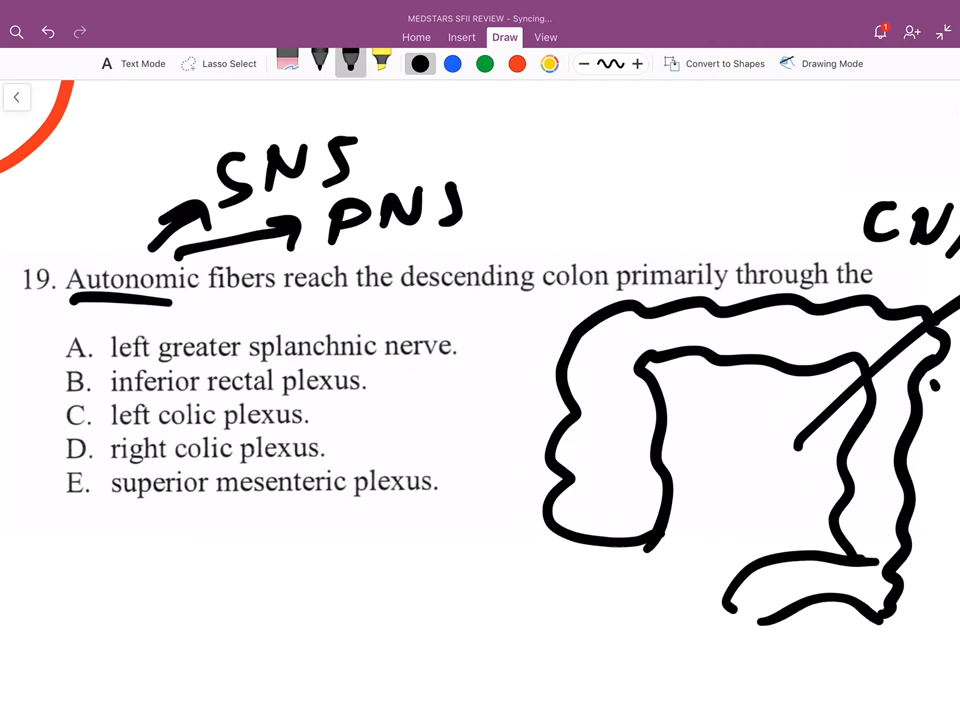 MEDSTARS SFII REVIEW - Syncing...
Home Insert Draw View
1
A Text Mode Lasso Select Convert to Shapes Drawing Mode
SNS
PNS
CN
19. Autonomic fibers reach the descending colon primarily through the
A. left greater splanchnic nerve.
B. inferior rectal plexus.
C. left colic plexus.
D. right colic plexus.
E. superior mesenteric plexus.